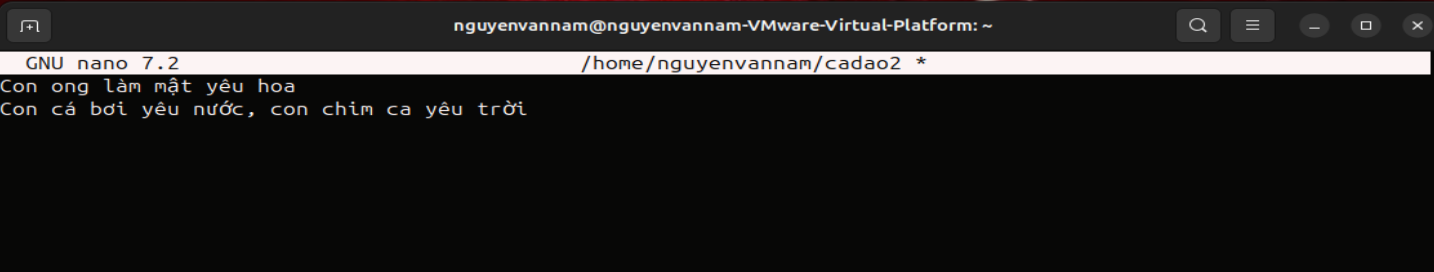 nguyenvannam@nguyenvannam-VMware-Virtual-Platform: ~
GNU nano 7.2 /home/nguyenvannam/cadao2 *
Con ong làm mật yêu hoa
Con cá bơi yêu nước, con chim ca yêu trời